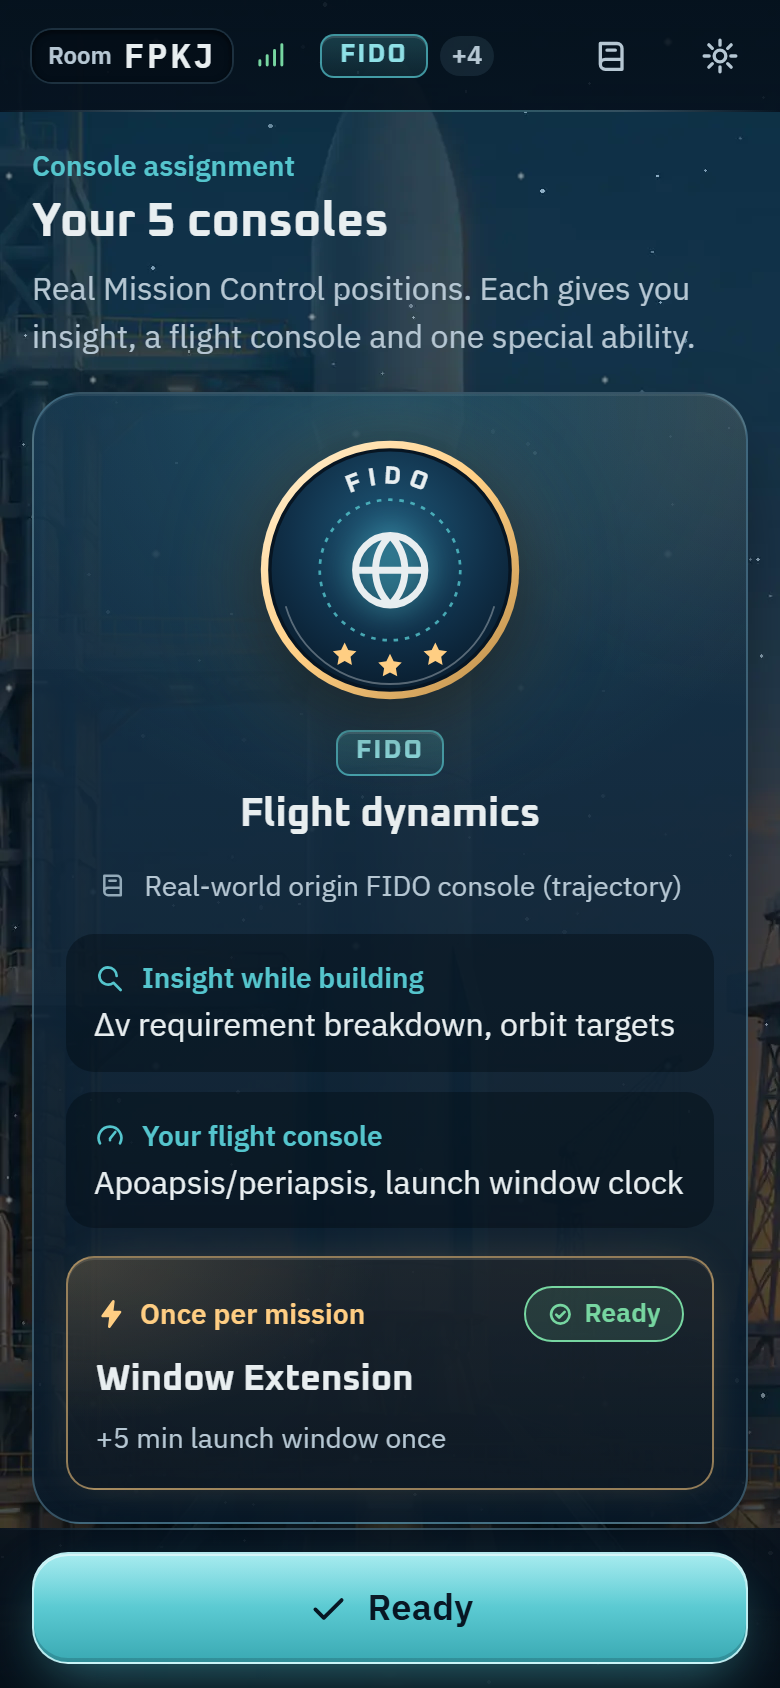 Room FPKJ FIDO +4
Console assignment
Your 5 consoles
Real Mission Control positions. Each gives you
insight, a flight console and one special ability.
FIDO
FIDO
Flight dynamics
Real-world origin FIDO console (trajectory)
Insight while building
Δv requirement breakdown, orbit targets
Your flight console
Apoapsis/periapsis, launch window clock
Once per mission Ready
Window Extension
+5 min launch window once
Ready